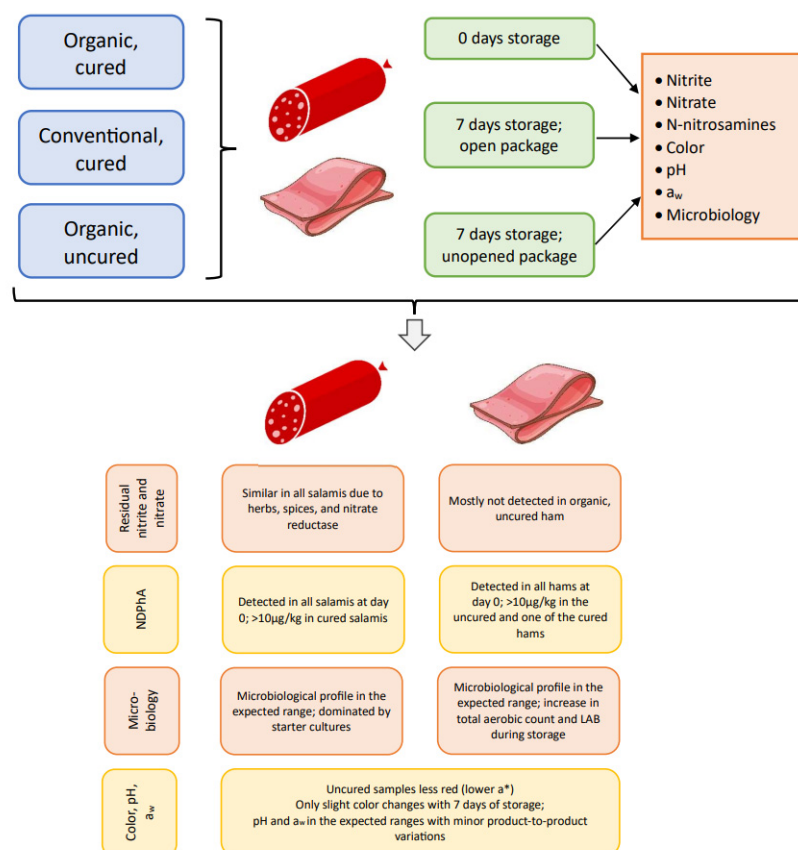 Organic,
cured
Conventional,
cured
Organic,
uncured
0 days storage
7 days storage;
open package
7 days storage;
unopened package
• Nitrite
• Nitrate
• N-nitrosamines
• Color
• pH
• aw
• Microbiology
Residual
nitrite and
nitrate
Similar in all salamis due to
herbs, spices, and nitrate
reductase
Mostly not detected in organic,
uncured ham
NDPhA
Detected in all salamis at day
0; >10µg/kg in cured salamis
Detected in all hams at
day 0; >10µg/kg in the
uncured and one of the cured
hams
Micro-
biology
Microbiological profile in the
expected range; dominated by
starter cultures
Microbiological profile in the
expected range; increase in
total aerobic count and LAB
during storage
Color, pH,
aw
Uncured samples less red (lower a*)
Only slight color changes with 7 days of storage;
pH and aw in the expected ranges with minor product-to-product
variations